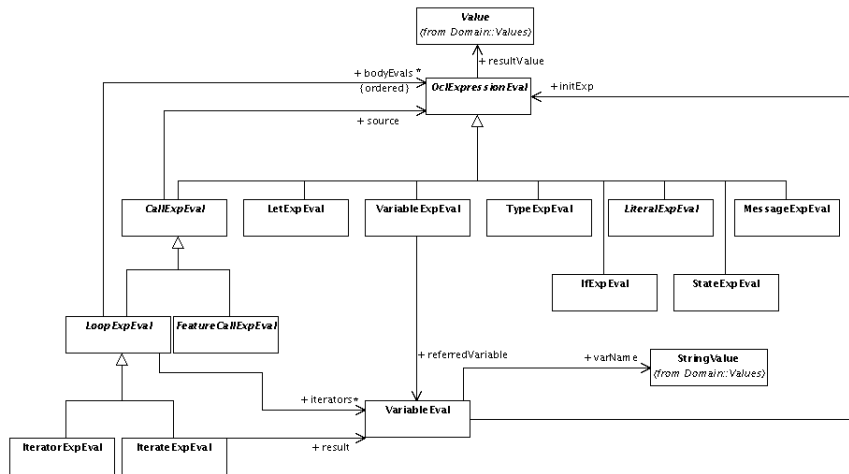 Value
(from Domain::Values)
+ resultValue
+ bodyEvals *
{ordered}
OclExpressionEval
+ initExp
+ source
CallExpEval
LetExpEval
VariableExpEval
TypeExpEval
LiteralExpEval
MessageExpEval
IfExpEval
StateExpEval
LoopExpEval
FeatureCallExpEval
+ referredVariable
+ varName
StringValue
(from Domain::Values)
+ iterators*
VariableEval
IteratorExpEval
IterateExpEval
+ result